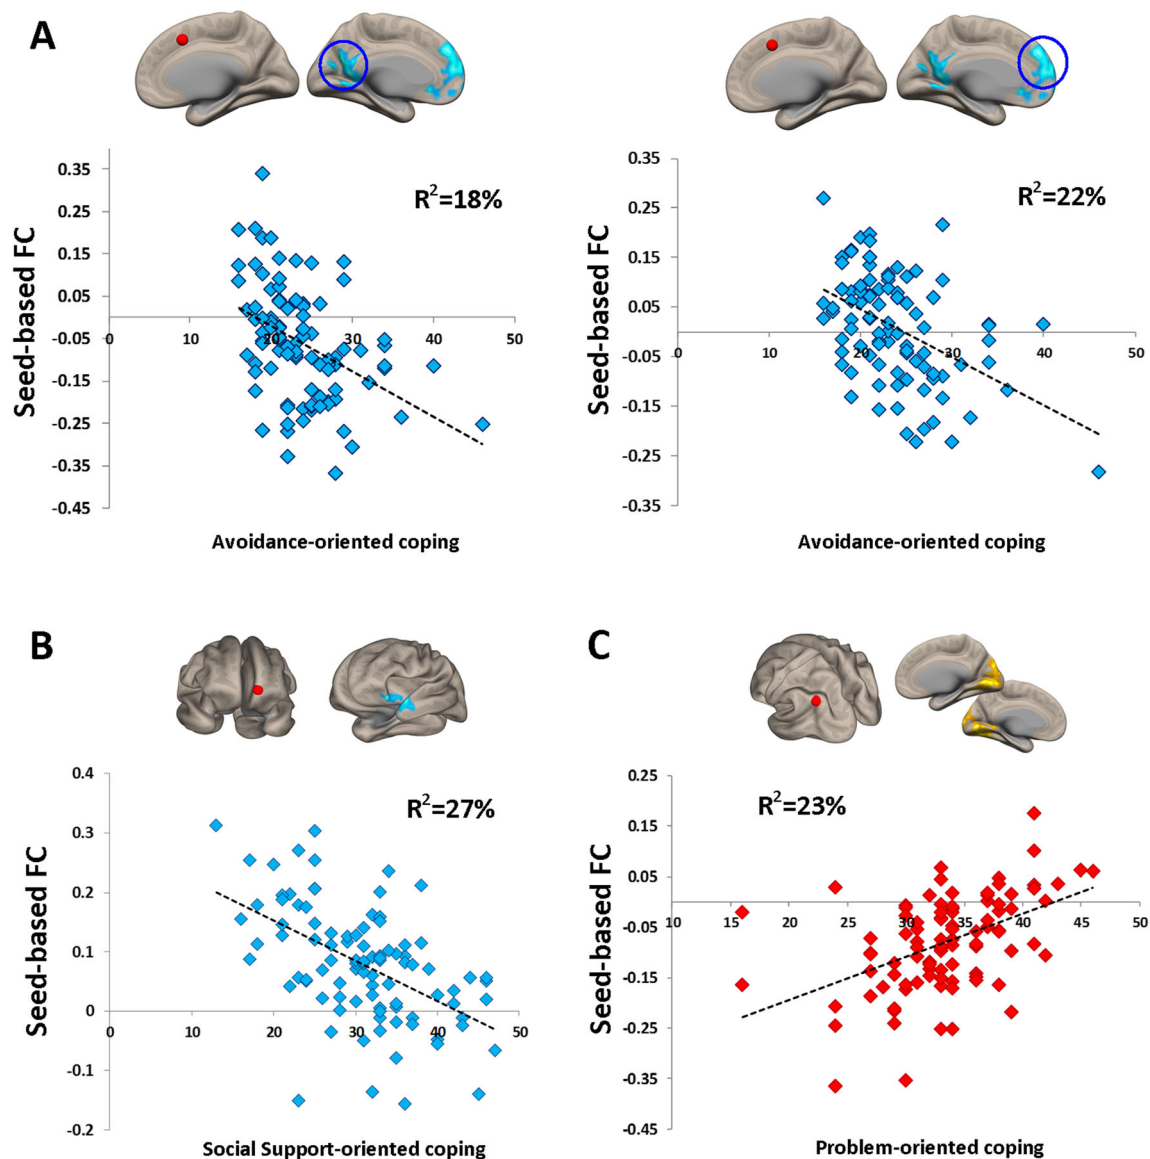 A
R²=18%
Seed-based FC
0.35
0.25
0.15
0.05
-0.05
-0.15
-0.25
-0.35
-0.45
0 10 20 30 40 50
Avoidance-oriented coping
R²=22%
Seed-based FC
0.35
0.25
0.15
0.05
-0.05
-0.15
-0.25
-0.35
0 10 20 30 40 50
Avoidance-oriented coping
B
R²=27%
Seed-based FC
0.4
0.3
0.2
0.1
0
-0.1
-0.2
0 10 20 30 40 50
Social Support-oriented coping
C
R²=23%
Seed-based FC
0.25
0.15
0.05
-0.05
-0.15
-0.25
-0.35
-0.45
10 15 20 25 30 35 40 45 50
Problem-oriented coping